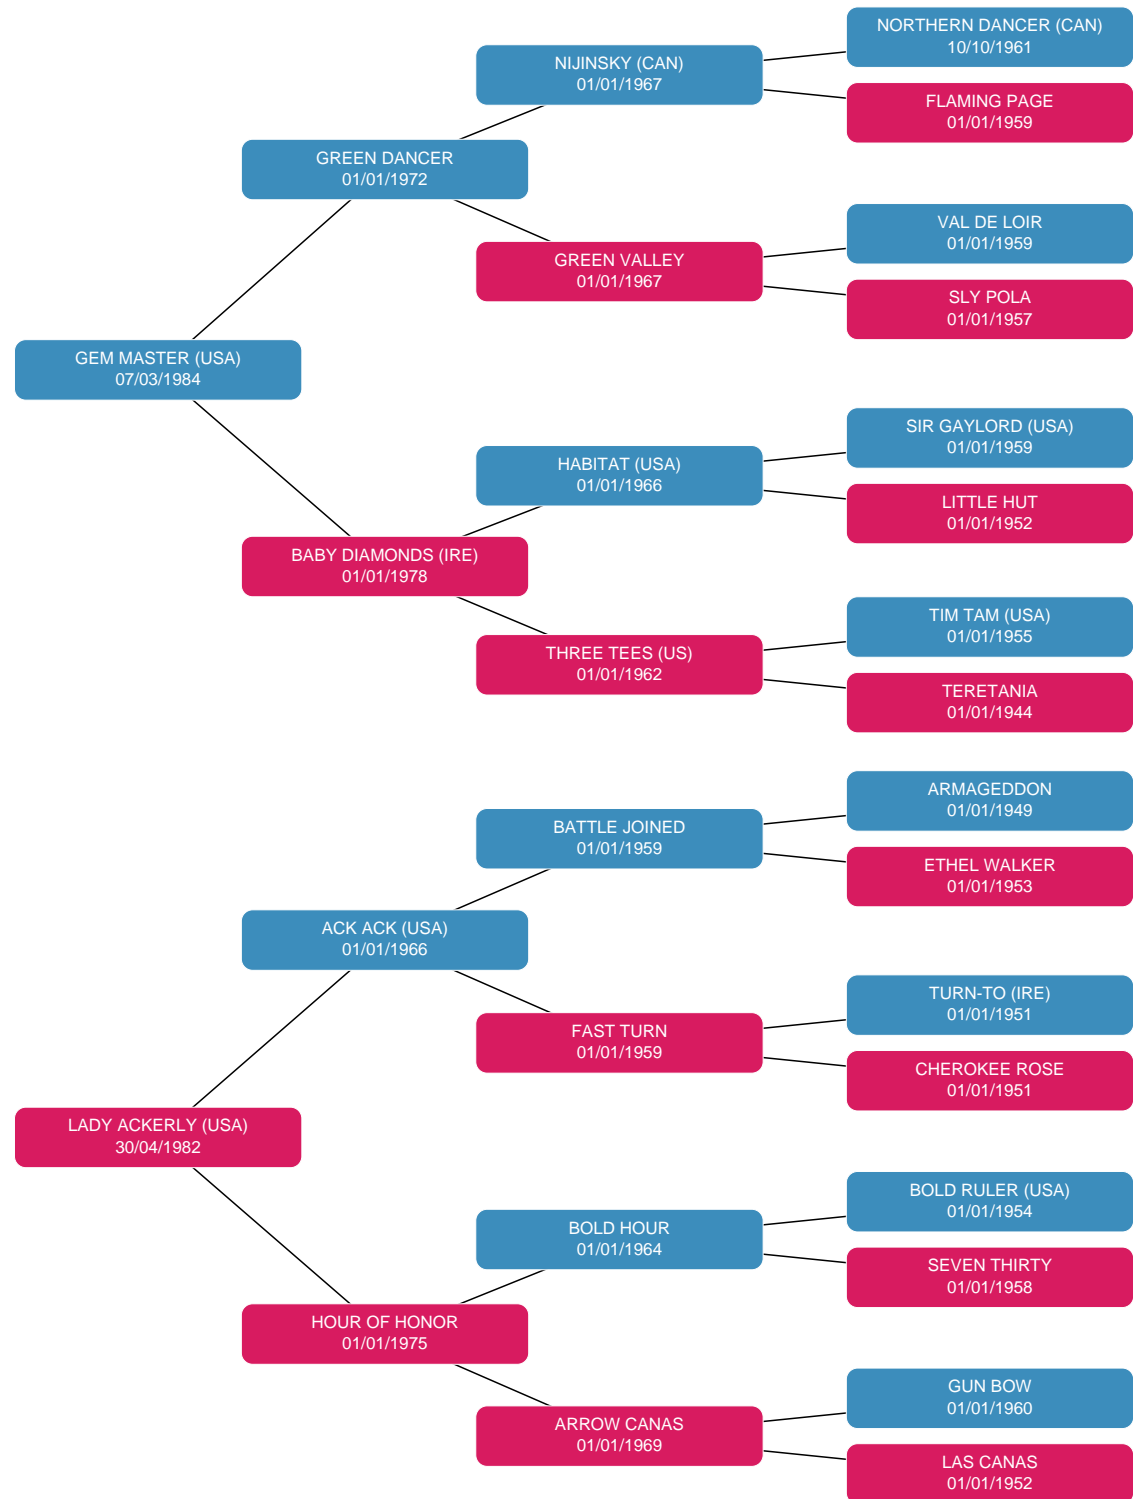 NORTHERN DANCER (CAN)
10/10/1961
NIJINSKY (CAN)
01/01/1967
FLAMING PAGE
01/01/1959
GREEN DANCER
01/01/1972
VAL DE LOIR
01/01/1959
GREEN VALLEY
01/01/1967
SLY POLA
01/01/1957
GEM MASTER (USA)
07/03/1984
SIR GAYLORD (USA)
01/01/1959
HABITAT (USA)
01/01/1966
LITTLE HUT
01/01/1952
BABY DIAMONDS (IRE)
01/01/1978
TIM TAM (USA)
01/01/1955
THREE TEES (US)
01/01/1962
TERETANIA
01/01/1944
ARMAGEDDON
01/01/1949
BATTLE JOINED
01/01/1959
ETHEL WALKER
01/01/1953
ACK ACK (USA)
01/01/1966
TURN-TO (IRE)
01/01/1951
FAST TURN
01/01/1959
CHEROKEE ROSE
01/01/1951
LADY ACKERLY (USA)
30/04/1982
BOLD RULER (USA)
01/01/1954
BOLD HOUR
01/01/1964
SEVEN THIRTY
01/01/1958
HOUR OF HONOR
01/01/1975
GUN BOW
01/01/1960
ARROW CANAS
01/01/1969
LAS CANAS
01/01/1952